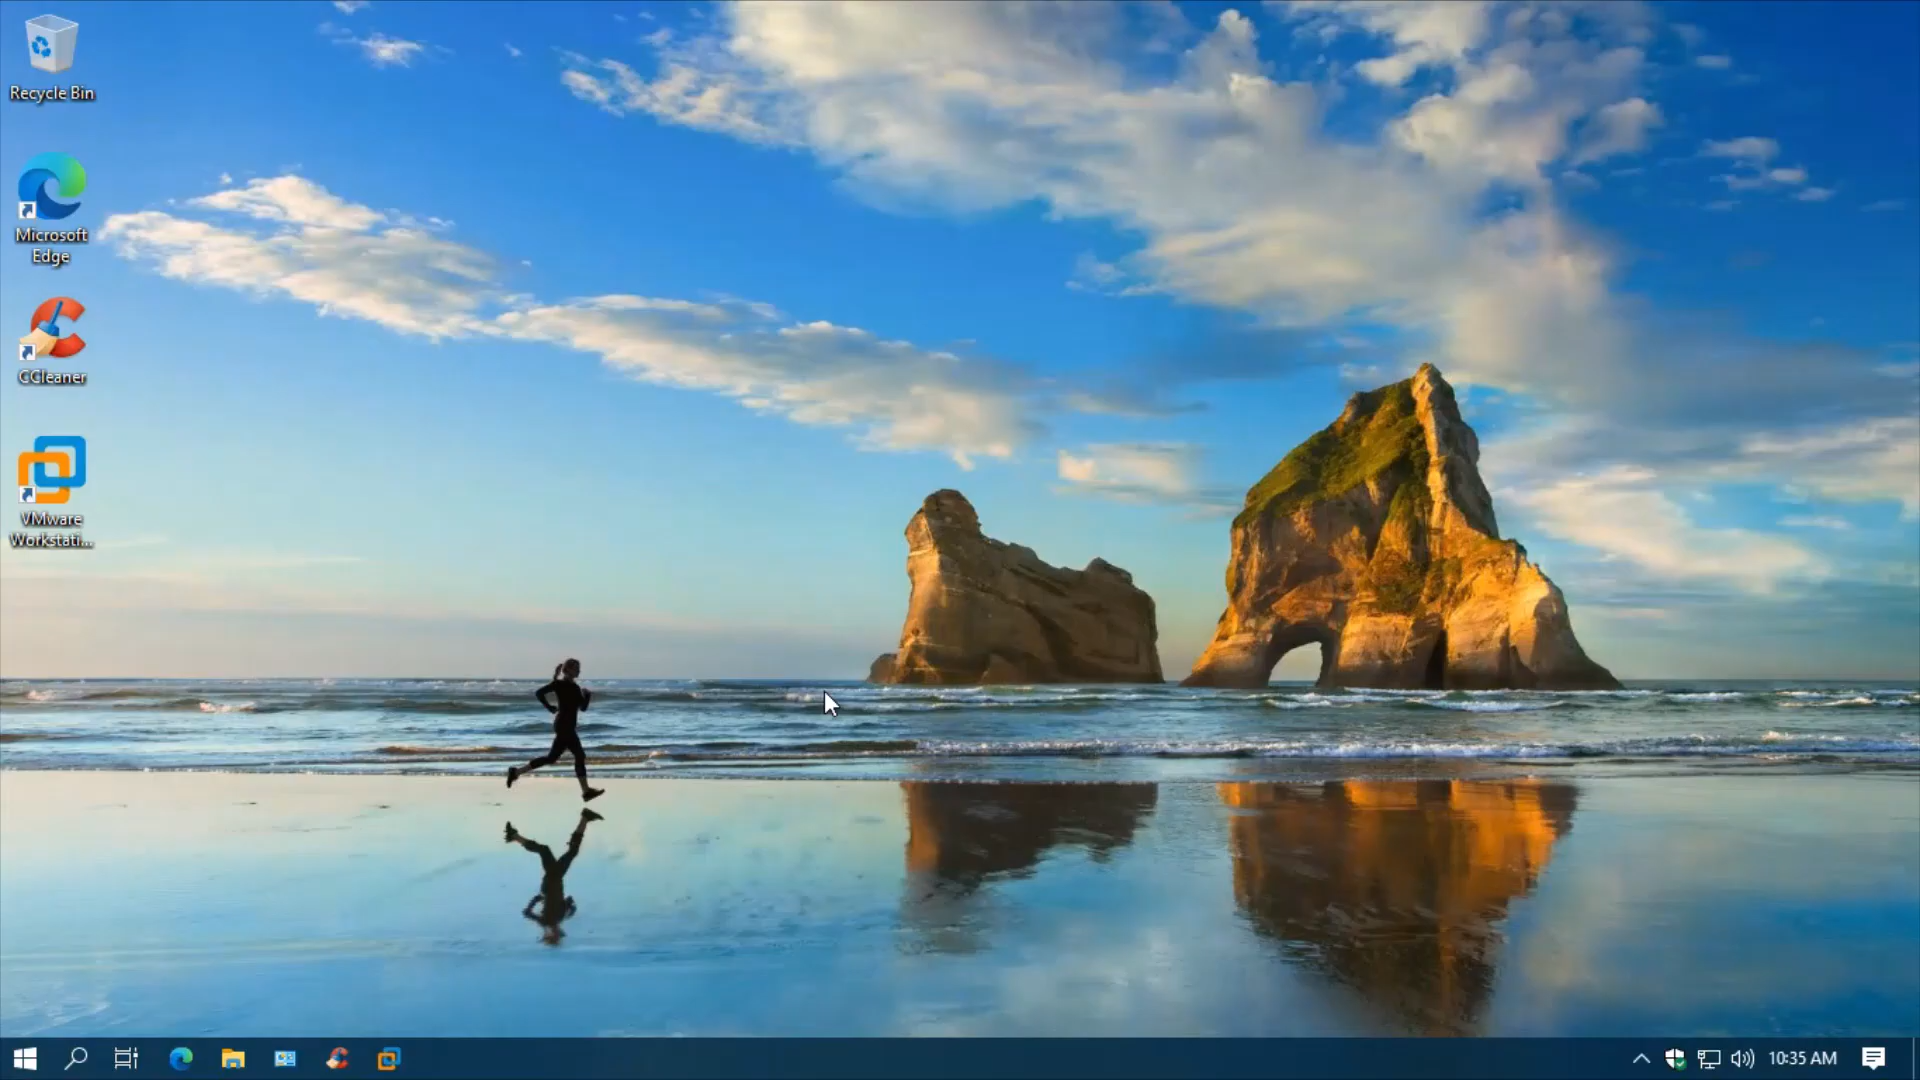 Recycle Bin
Microsoft
Edge
CCleaner
VMware
Workstati...
10:35 AM